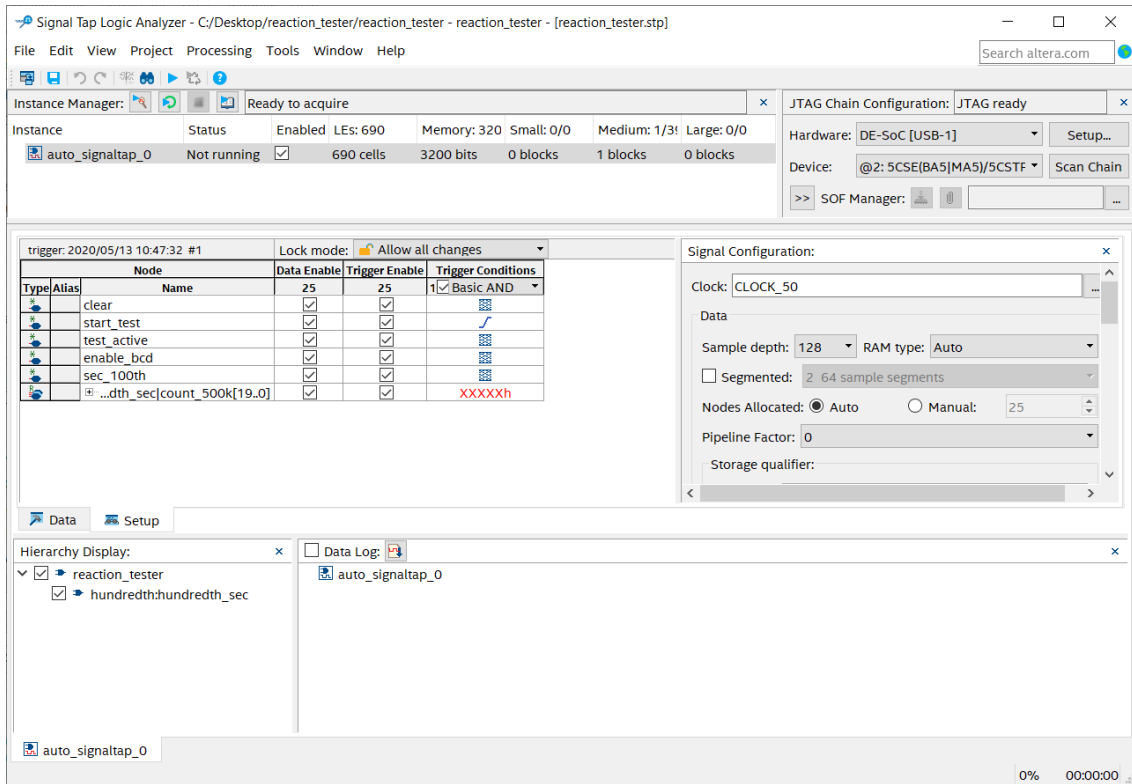 Signal Tap Logic Analyzer - C:/Desktop/reaction_tester/reaction_tester - reaction_tester - [reaction_tester.stp]
File Edit View Project Processing Tools Window Help
Search altera.com
Instance Manager: Ready to acquire
Instance Status Enabled LEs: 690 Memory: 320 Small: 0/0 Medium: 1/39 Large: 0/0
auto_signaltap_0 Not running 690 cells 3200 bits 0 blocks 1 blocks 0 blocks
JTAG Chain Configuration: JTAG ready
Hardware: DE-SoC [USB-1] Setup...
Device: @2: 5CSE(BA5|MA5)/5CSTF Scan Chain
>> SOF Manager: ...
trigger: 2020/05/13 10:47:32 #1 Lock mode: Allow all changes
Node Data Enable Trigger Enable Trigger Conditions
Type Alias Name 25 25 1 Basic AND
clear
start_test
test_active
enable_bcd
sec_100th
...dth_sec|count_500k[19..0] XXXXXh
Signal Configuration:
Clock: CLOCK_50 ...
Data
Sample depth: 128 RAM type: Auto
Segmented: 2 64 sample segments
Nodes Allocated: Auto Manual: 25
Pipeline Factor: 0
Storage qualifier:
Data Setup
Hierarchy Display:
reaction_tester
hundredth:hundredth_sec
Data Log:
auto_signaltap_0
auto_signaltap_0
0% 00:00:00